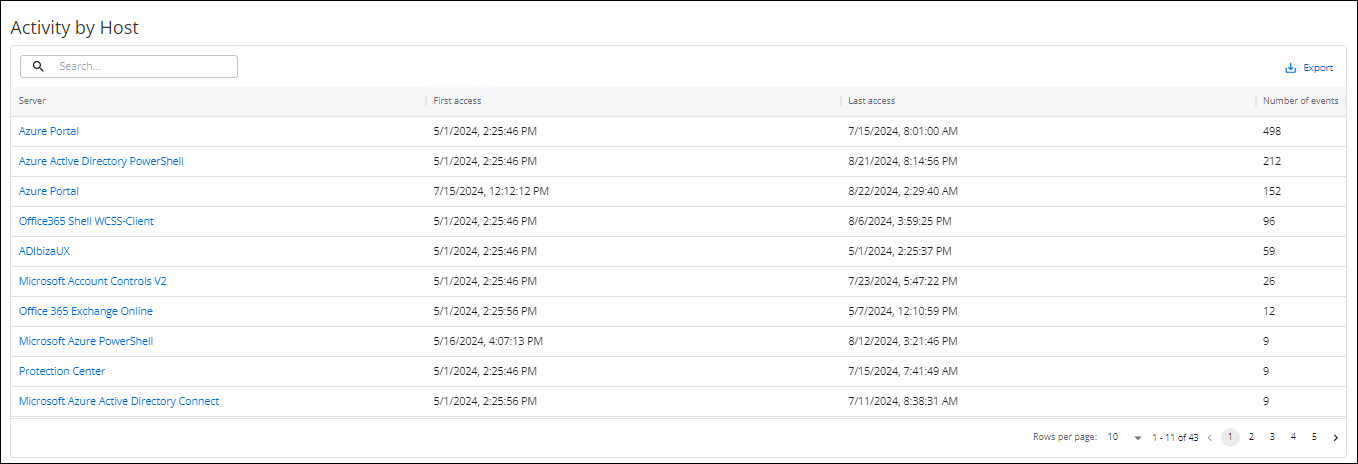 Activity by Host
Search...
Export
Server First access Last access Number of events
Azure Portal 5/1/2024, 2:25:46 PM 7/15/2024, 8:01:00 AM 498
Azure Active Directory PowerShell 5/1/2024, 2:25:46 PM 8/21/2024, 8:14:56 PM 212
Azure Portal 7/15/2024, 12:12:12 PM 8/22/2024, 2:29:40 AM 152
Office365 Shell WCSS-Client 5/1/2024, 2:25:46 PM 8/6/2024, 3:59:25 PM 96
ADIbizaUX 5/1/2024, 2:25:46 PM 5/1/2024, 2:25:37 PM 59
Microsoft Account Controls V2 5/1/2024, 2:25:46 PM 7/23/2024, 5:47:22 PM 26
Office 365 Exchange Online 5/1/2024, 2:25:56 PM 5/7/2024, 12:10:59 PM 12
Microsoft Azure PowerShell 5/16/2024, 4:07:13 PM 8/12/2024, 3:21:46 PM 9
Protection Center 5/1/2024, 2:25:46 PM 7/15/2024, 7:41:49 AM 9
Microsoft Azure Active Directory Connect 5/1/2024, 2:25:56 PM 7/11/2024, 8:38:31 AM 9
Rows per page: 10 1 - 11 of 43 1 2 3 4 5